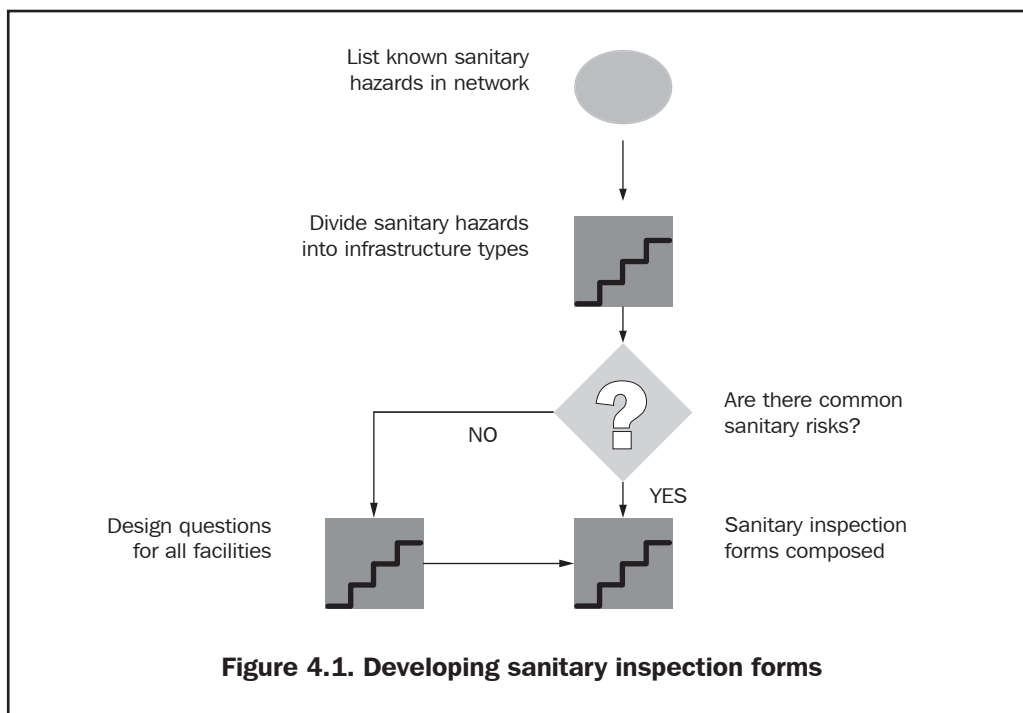 List known sanitary
hazards in network
Divide sanitary hazards
into infrastructure types
?
Are there common
sanitary risks?
NO
YES
Design questions
for all facilities
Sanitary inspection
forms composed
Figure 4.1. Developing sanitary inspection forms